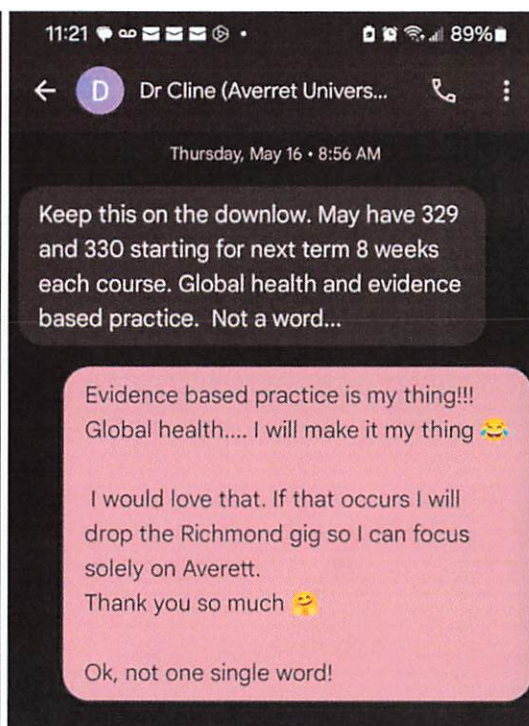 11:21 89%
D Dr Cline (Averret Univers...
Thursday, May 16 • 8:56 AM
Keep this on the downlow. May have 329
and 330 starting for next term 8 weeks
each course. Global health and evidence
based practice. Not a word...
Evidence based practice is my thing!!!
Global health.... I will make it my thing 😂
I would love that. If that occurs I will
drop the Richmond gig so I can focus
solely on Averett.
Thank you so much 🤗
Ok, not one single word!